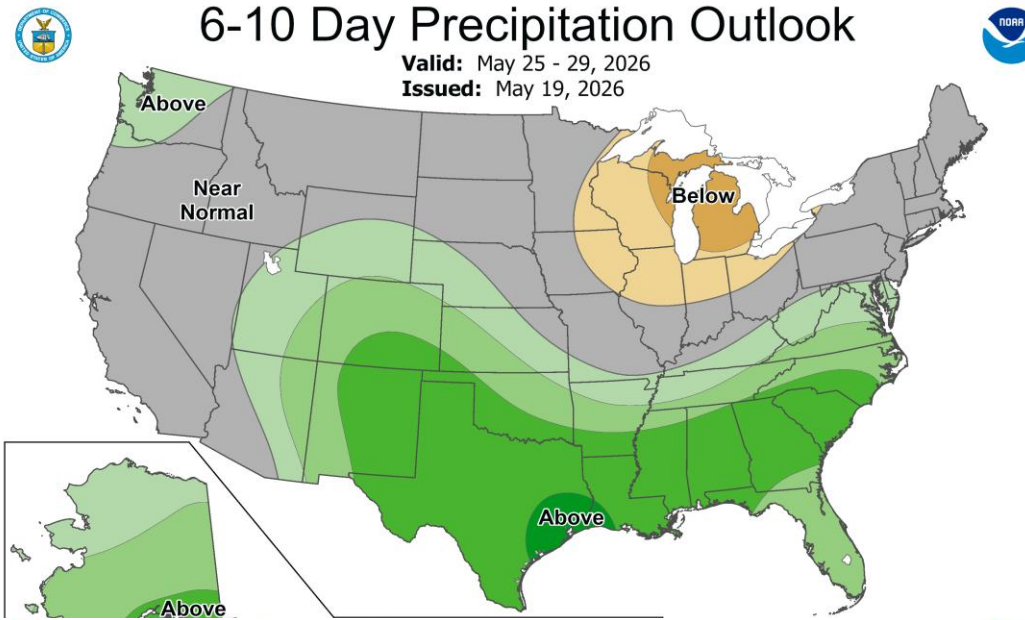 6-10 Day Precipitation Outlook
Valid: May 25 - 29, 2026
Issued: May 19, 2026
NOAA
Above
Near
Normal
Below
Above
Above